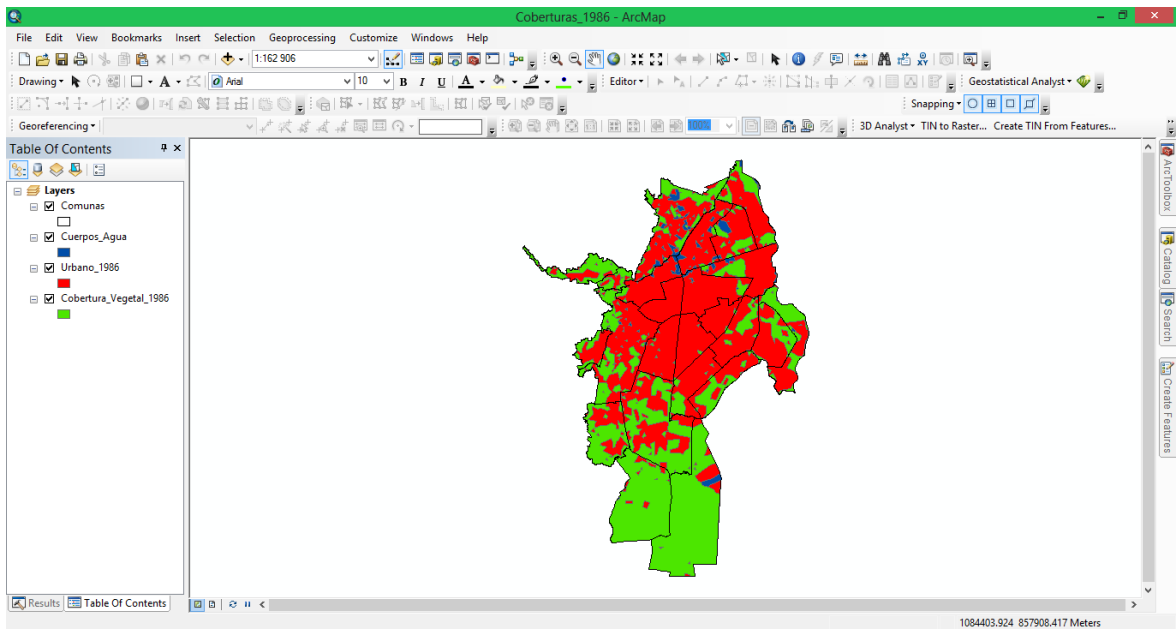 Coberturas_1986 - ArcMap
File Edit View Bookmarks Insert Selection Geoprocessing Customize Windows Help
1:162 906
Drawing Arial 10 B I U A Editor Geostatistical Analyst
Snapping
Georeferencing 100% 3D Analyst TIN to Raster... Create TIN From Features...
Table Of Contents
Layers
Comunas
Cuerpos_Agua
Urbano_1986
Cobertura_Vegetal_1986
ArcToolbox
Catalog
Search
Create Features
Results Table Of Contents
1084403.924 857908.417 Meters